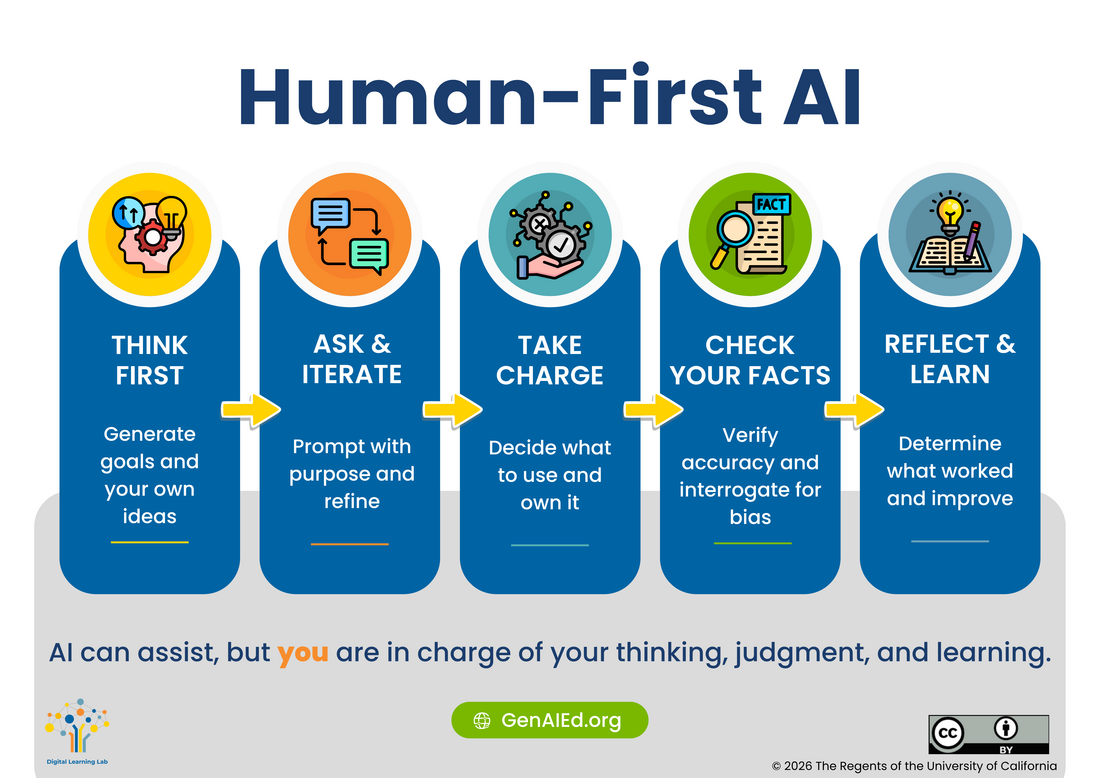 Human-First AI
FACT
THINK
FIRST
Generate
goals and
your own
ideas
ASK &
ITERATE
Prompt with
purpose and
refine
TAKE
CHARGE
Decide what
to use and
own it
CHECK
YOUR FACTS
Verify
accuracy and
interrogate for
bias
REFLECT &
LEARN
Determine
what worked
and improve
AI can assist, but you are in charge of your thinking, judgment, and learning.
Digital Learning Lab
GenAIEd.org
cc
BY
© 2026 The Regents of the University of California